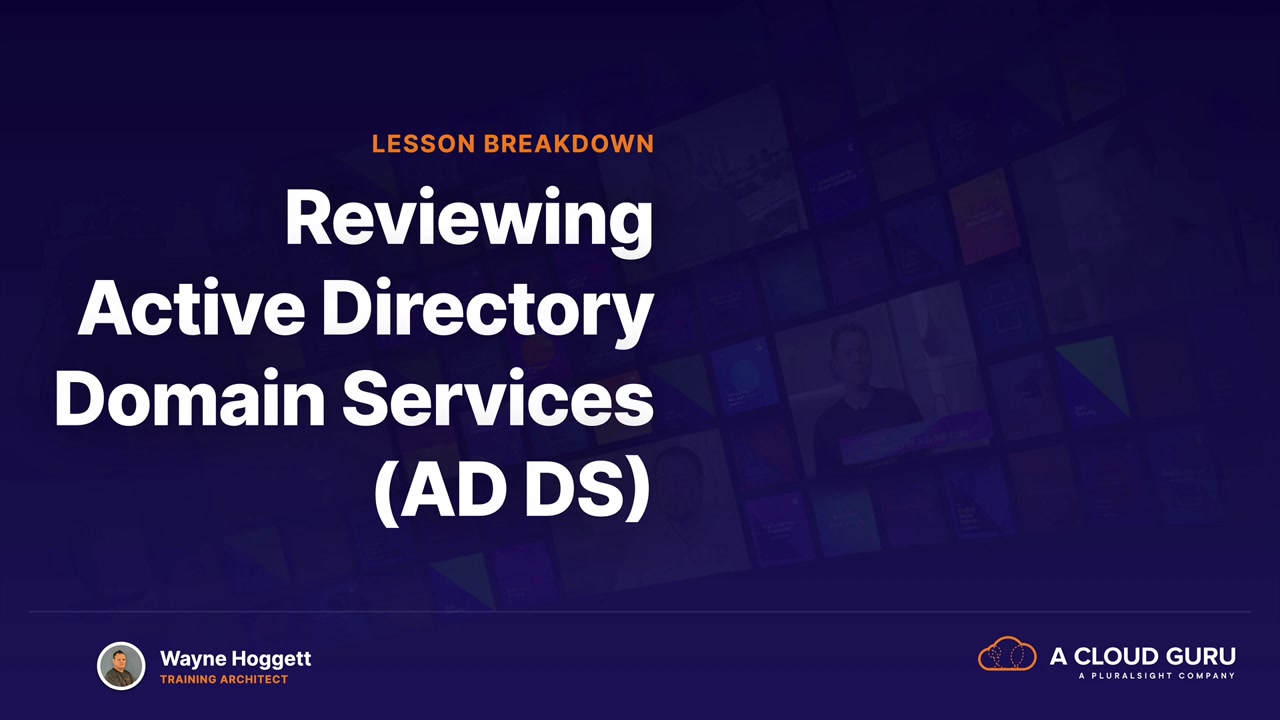 LESSON BREAKDOWN
Reviewing
Active Directory
Domain Services
(AD DS)
Wayne Hoggett
TRAINING ARCHITECT
A CLOUD GURU
A PLURALSIGHT COMPANY